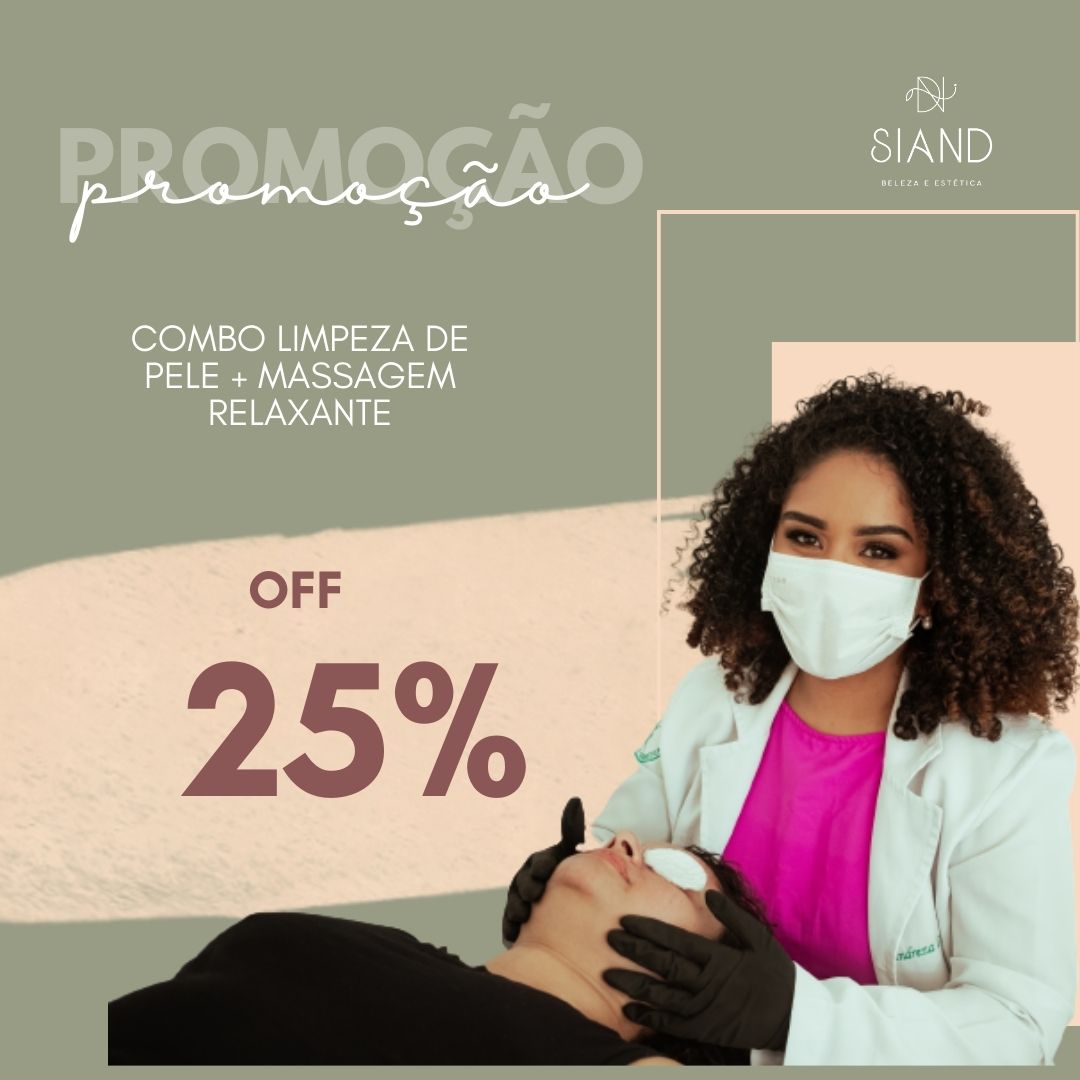 PROMOÇÃO
promoção
SIAND
BELEZA E ESTÉTICA
COMBO LIMPEZA DE
PELE + MASSAGEM
RELAXANTE
OFF
25%